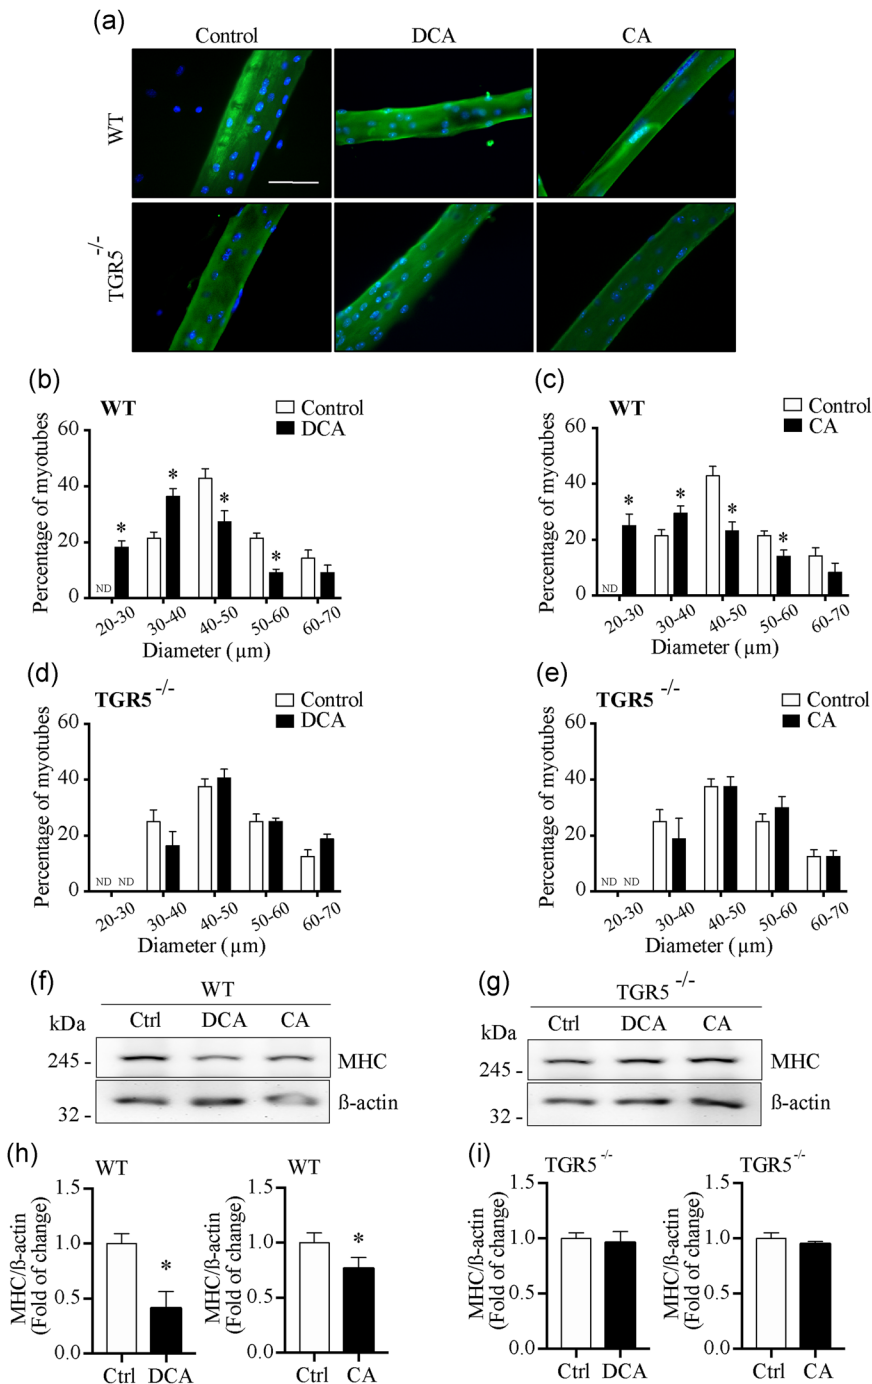 (a)
Control DCA CA
WT
TGR5 -/-
(b)
WT
Control
DCA
Percentage of myotubes
60
40
20
0
* * * *
ND
20-30 30-40 40-50 50-60 60-70
Diameter (µm)
(c)
WT
Control
CA
Percentage of myotubes
60
40
20
0
* * * *
ND
20-30 30-40 40-50 50-60 60-70
Diameter (µm)
(d)
TGR5 -/-
Control
DCA
Percentage of myotubes
60
40
20
0
ND ND
20-30 30-40 40-50 50-60 60-70
Diameter (µm)
(e)
TGR5 -/-
Control
CA
Percentage of myotubes
60
40
20
0
ND ND
20-30 30-40 40-50 50-60 60-70
Diameter (µm)
(f)
WT
kDa Ctrl DCA CA
245 - MHC
32 - ß-actin
(g)
TGR5 -/-
kDa Ctrl DCA CA
245 - MHC
32 - ß-actin
(h)
WT
MHC/ß-actin
(Fold of change)
1.5
1.0
0.5
0.0
*
Ctrl DCA
WT
MHC/ß-actin
(Fold of change)
1.5
1.0
0.5
0.0
*
Ctrl CA
(i)
TGR5 -/-
MHC/ß-actin
(Fold of change)
1.5
1.0
0.5
0.0
Ctrl DCA
TGR5 -/-
MHC/ß-actin
(Fold of change)
1.5
1.0
0.5
0.0
Ctrl CA